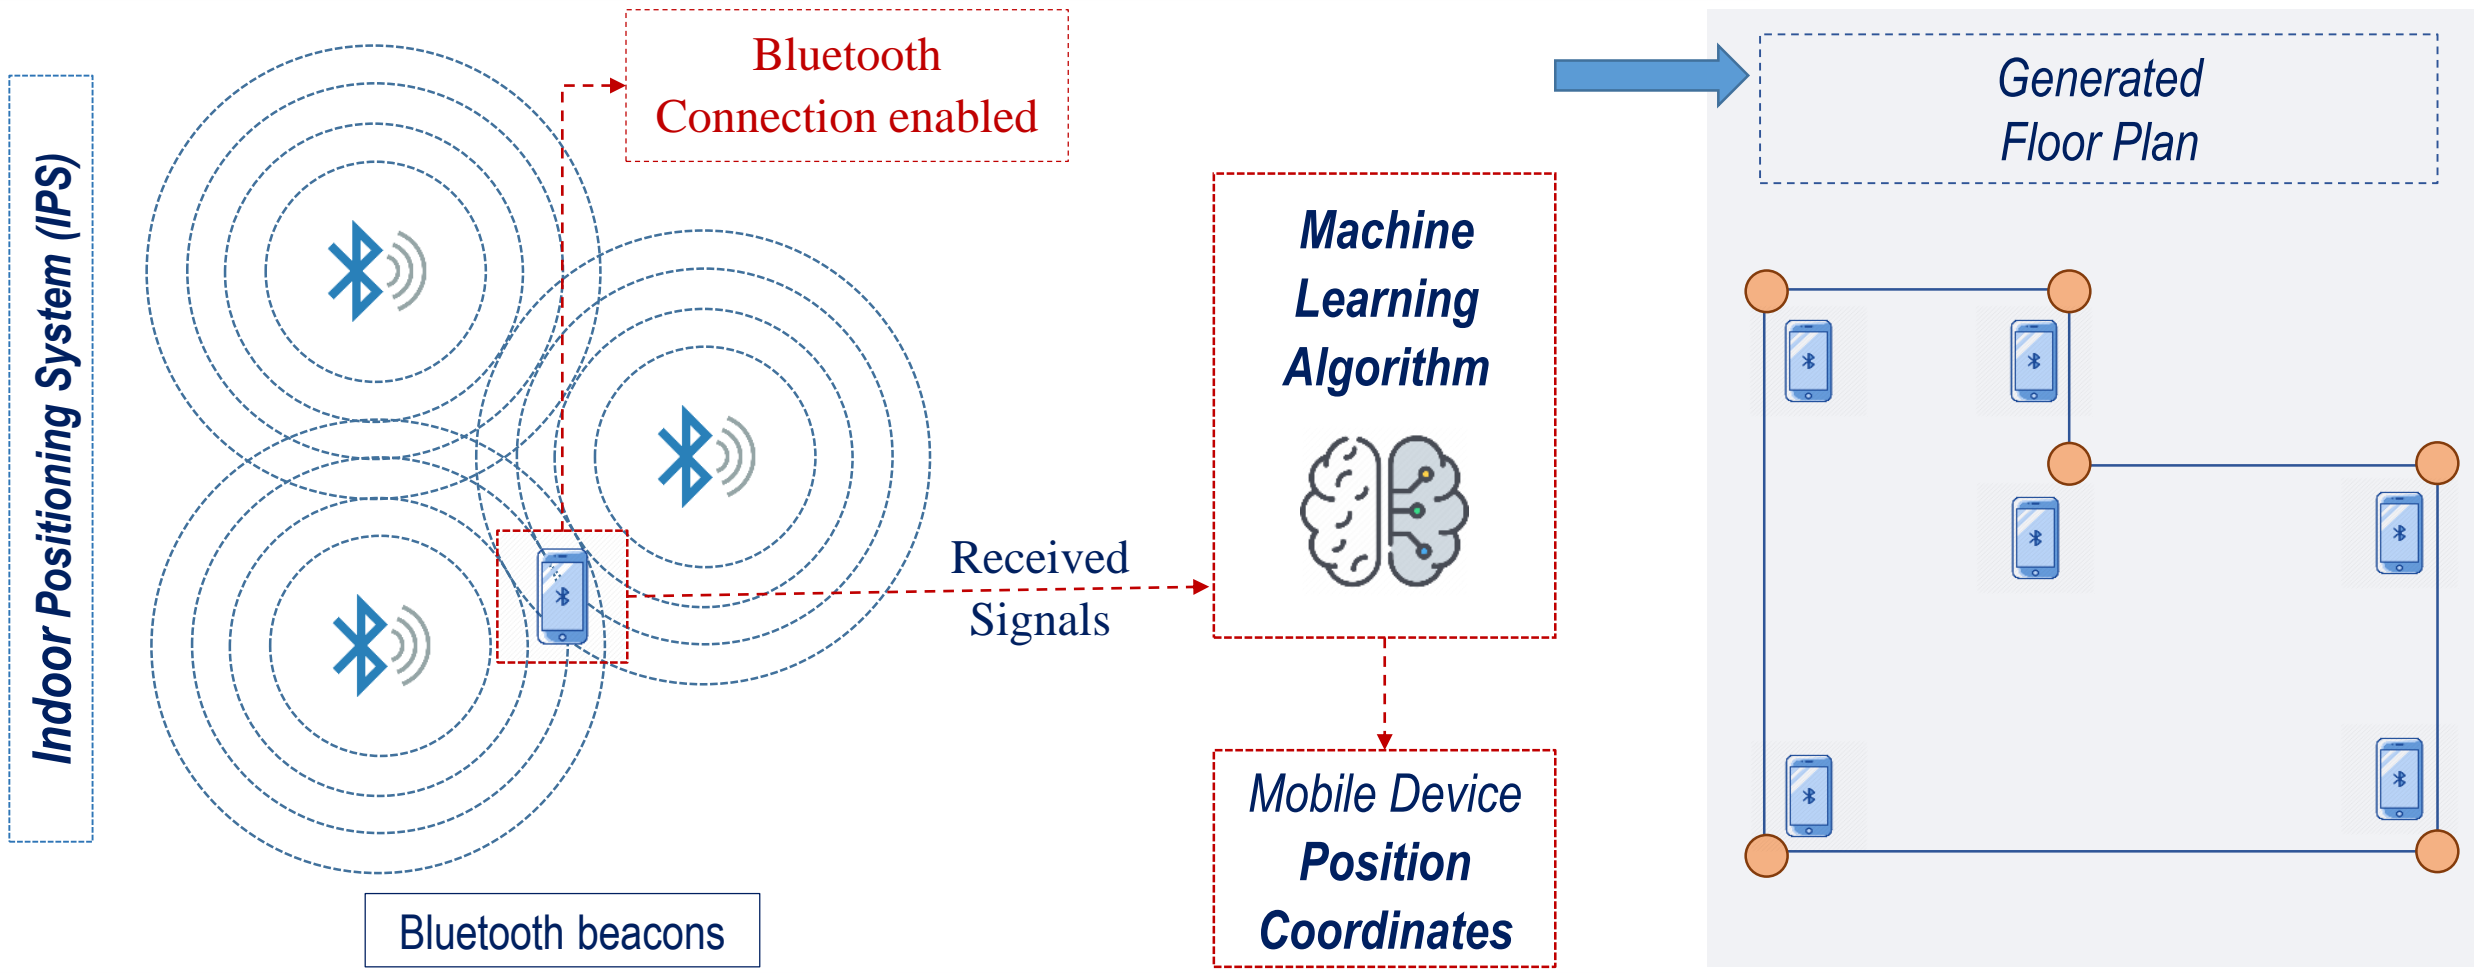 Indoor Positioning System (IPS)
Bluetooth
Connection enabled
Received
Signals
Bluetooth beacons
Machine
Learning
Algorithm
Mobile Device
Position
Coordinates
Generated
Floor Plan